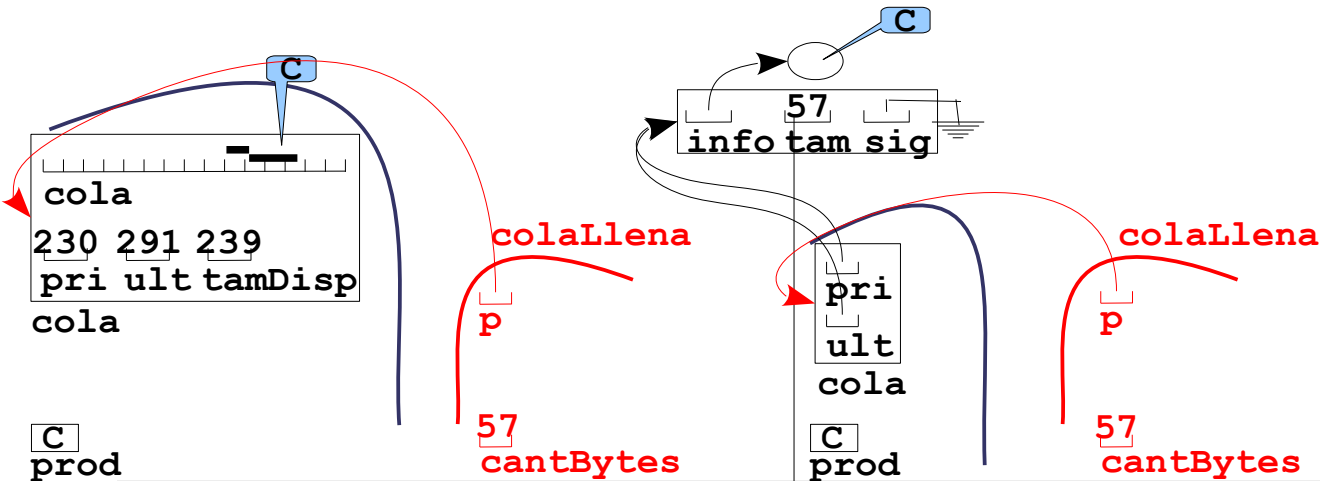 C
cola
230 291 239
pri ult tamDisp
cola
C
prod
colaLlena
p
57
cantBytes
C
57
info tam sig
pri
ult
cola
C
prod
colaLlena
p
57
cantBytes